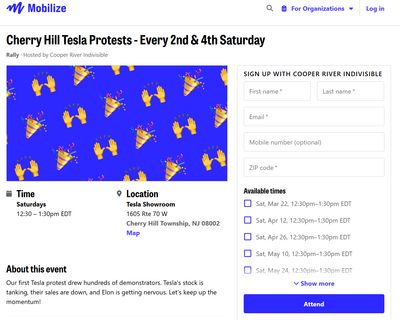 Mobilize
For Organizations
Log in
Cherry Hill Tesla Protests - Every 2nd & 4th Saturday
Rally · Hosted by Cooper River Indivisible
Time
Saturdays
12:30 – 1:30pm EDT
Location
Tesla Showroom
1605 Rte 70 W
Cherry Hill Township, NJ 08002
Map
About this event
Our first Tesla protest drew hundreds of demonstrators. Tesla's stock is
tanking, their sales are down, and Elon is getting nervous. Let's keep up the
momentum!
SIGN UP WITH COOPER RIVER INDIVISIBLE
First name *
Last name *
Email *
Mobile number (optional)
ZIP code *
Available times
Sat, Mar 22, 12:30pm–1:30pm EDT
Sat, Apr 12, 12:30pm–1:30pm EDT
Sat, Apr 26, 12:30pm–1:30pm EDT
Sat, May 10, 12:30pm–1:30pm EDT
Sat, May 24, 12:30pm–1:30pm EDT
Show more
Attend